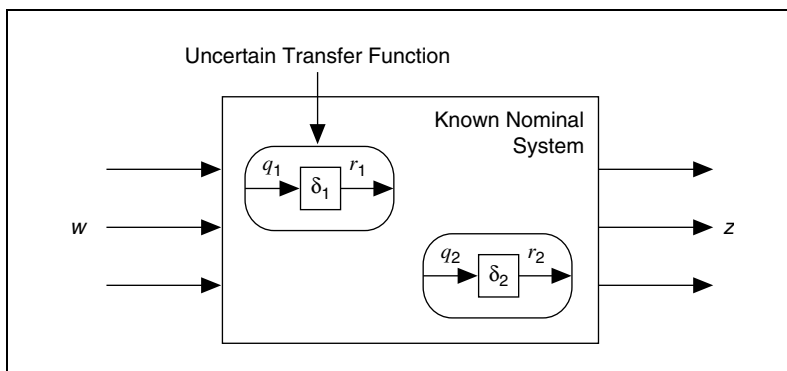 Uncertain Transfer Function
Known Nominal
System
q₁ δ₁ r₁
w
z
q₂ δ₂ r₂